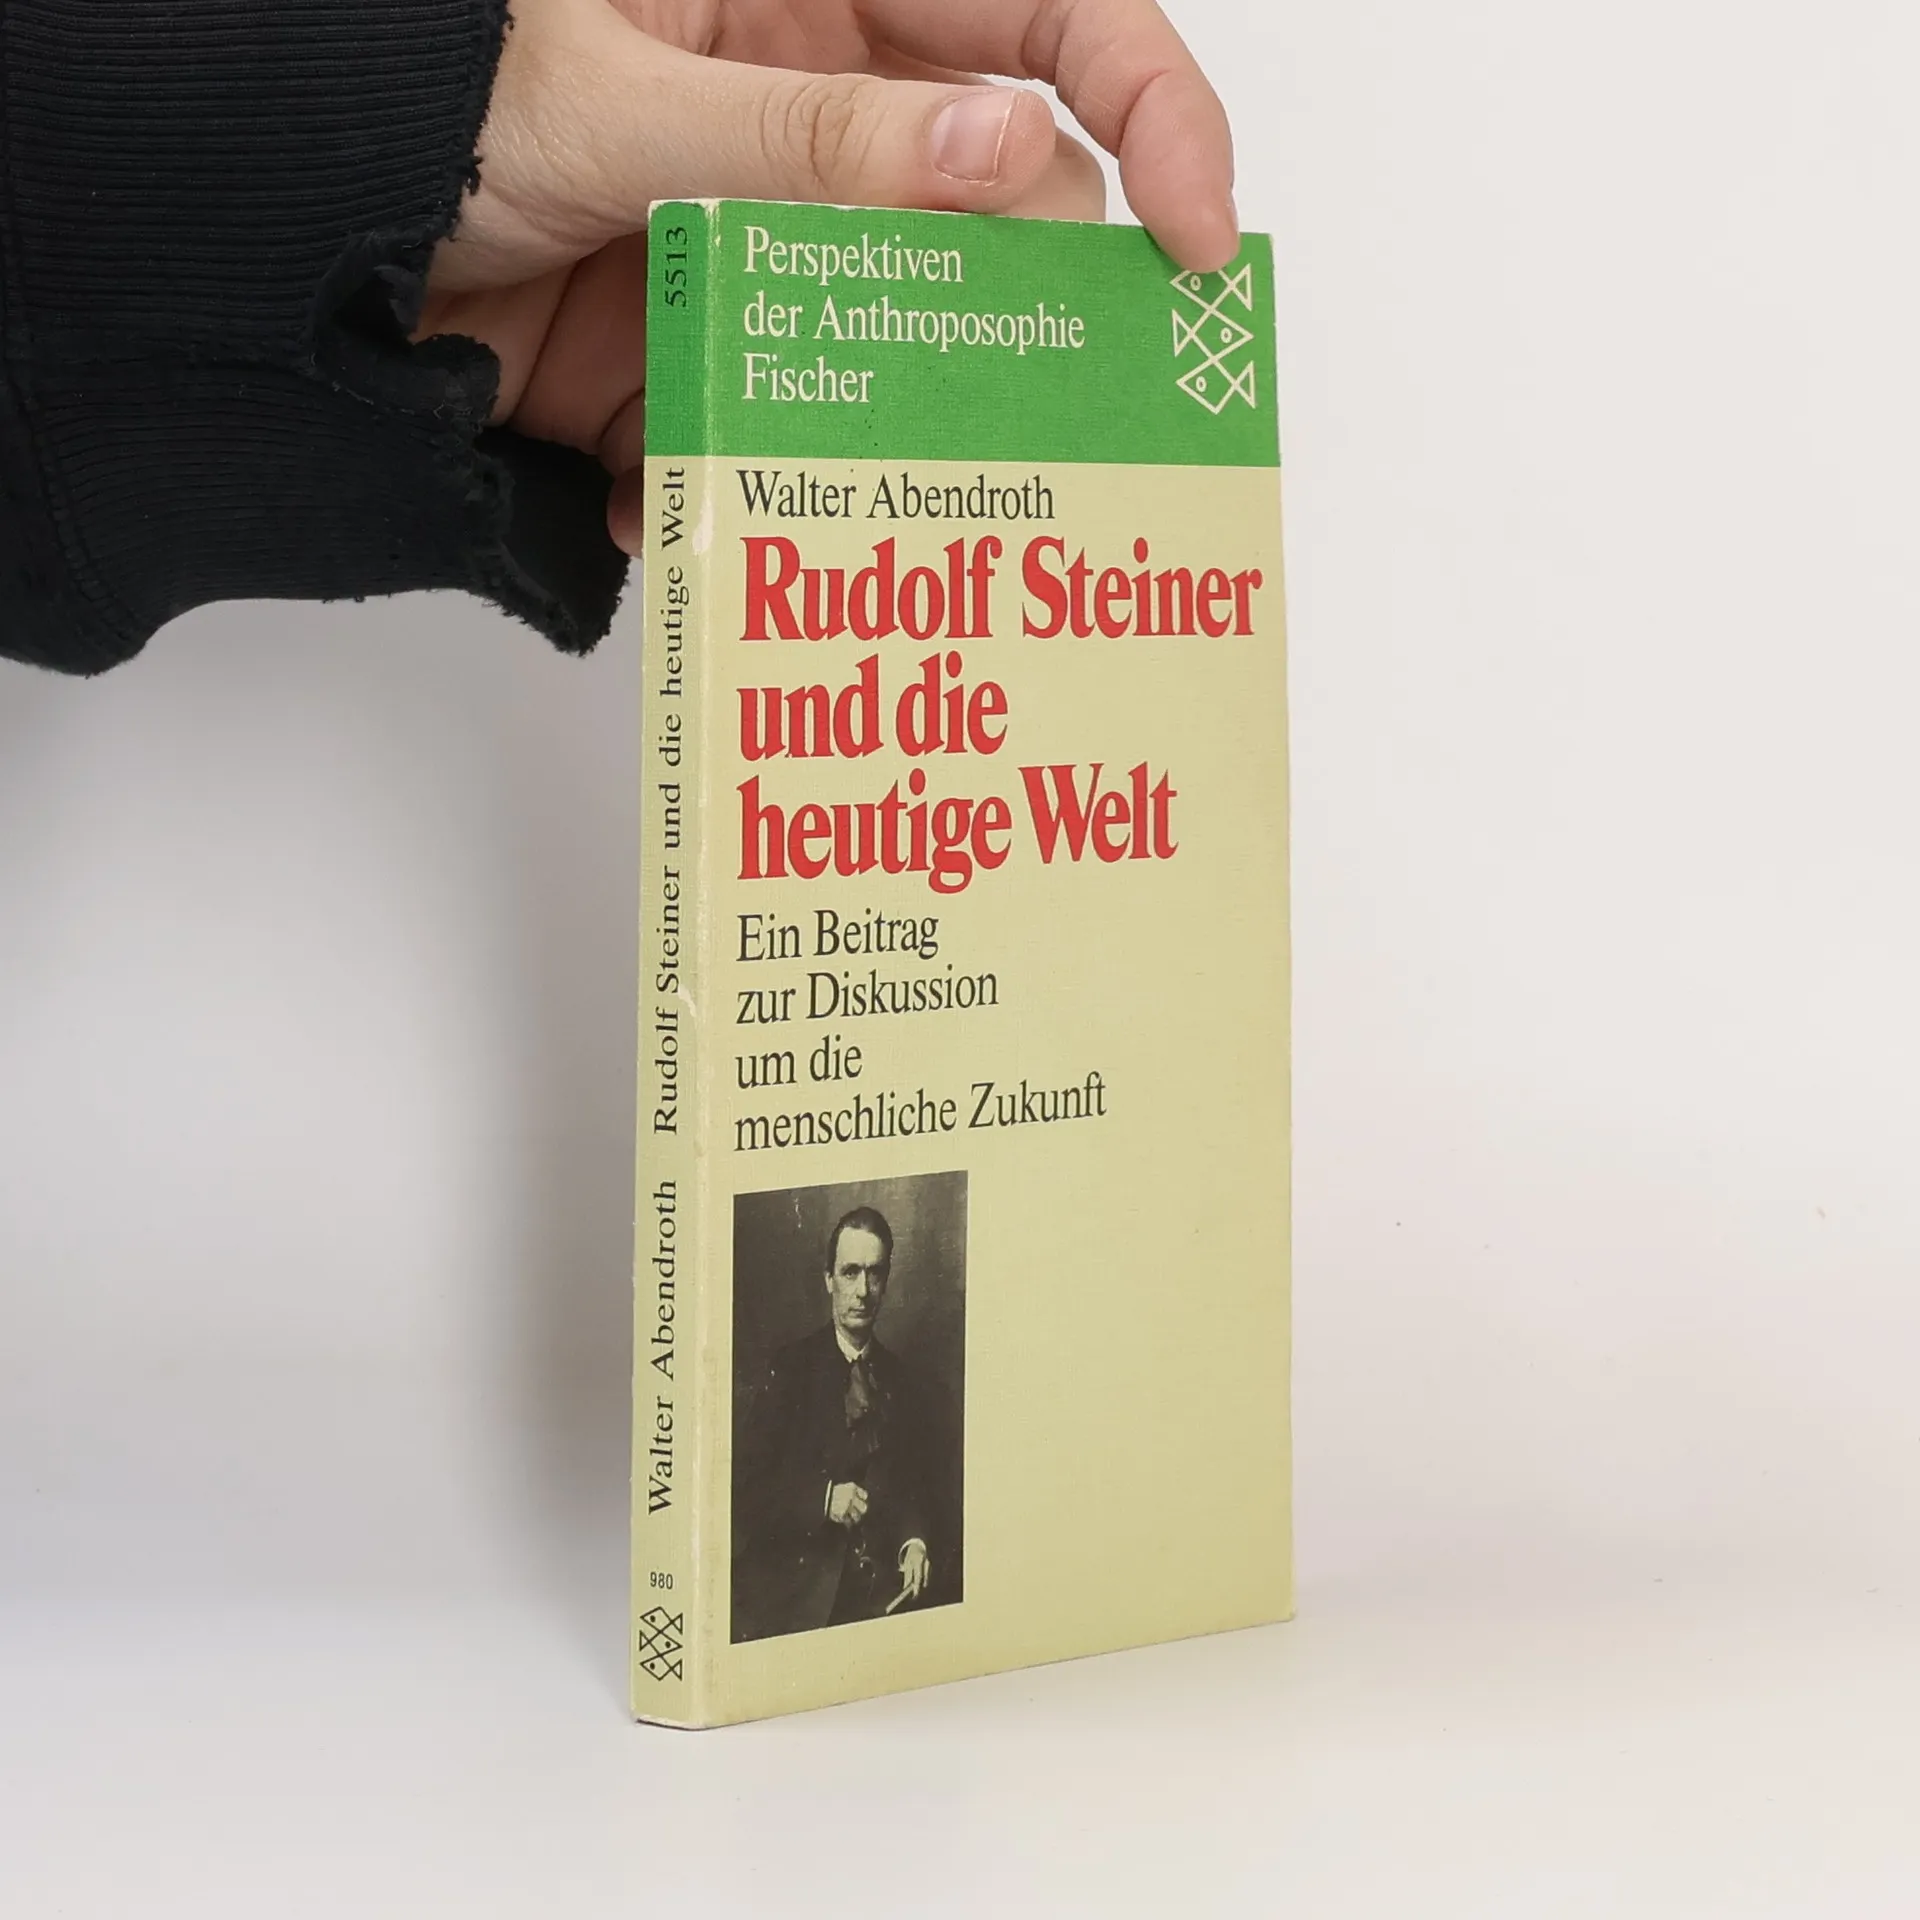 Perspektiven
der Anthroposophie
Fischer
Walter Abendroth
Rudolf Steiner
und die
heutige Welt
Ein Beitrag
zur Diskussion
um die
menschliche Zukunft
5513
Walter Abendroth Rudolf Steiner und die heutige Welt
980